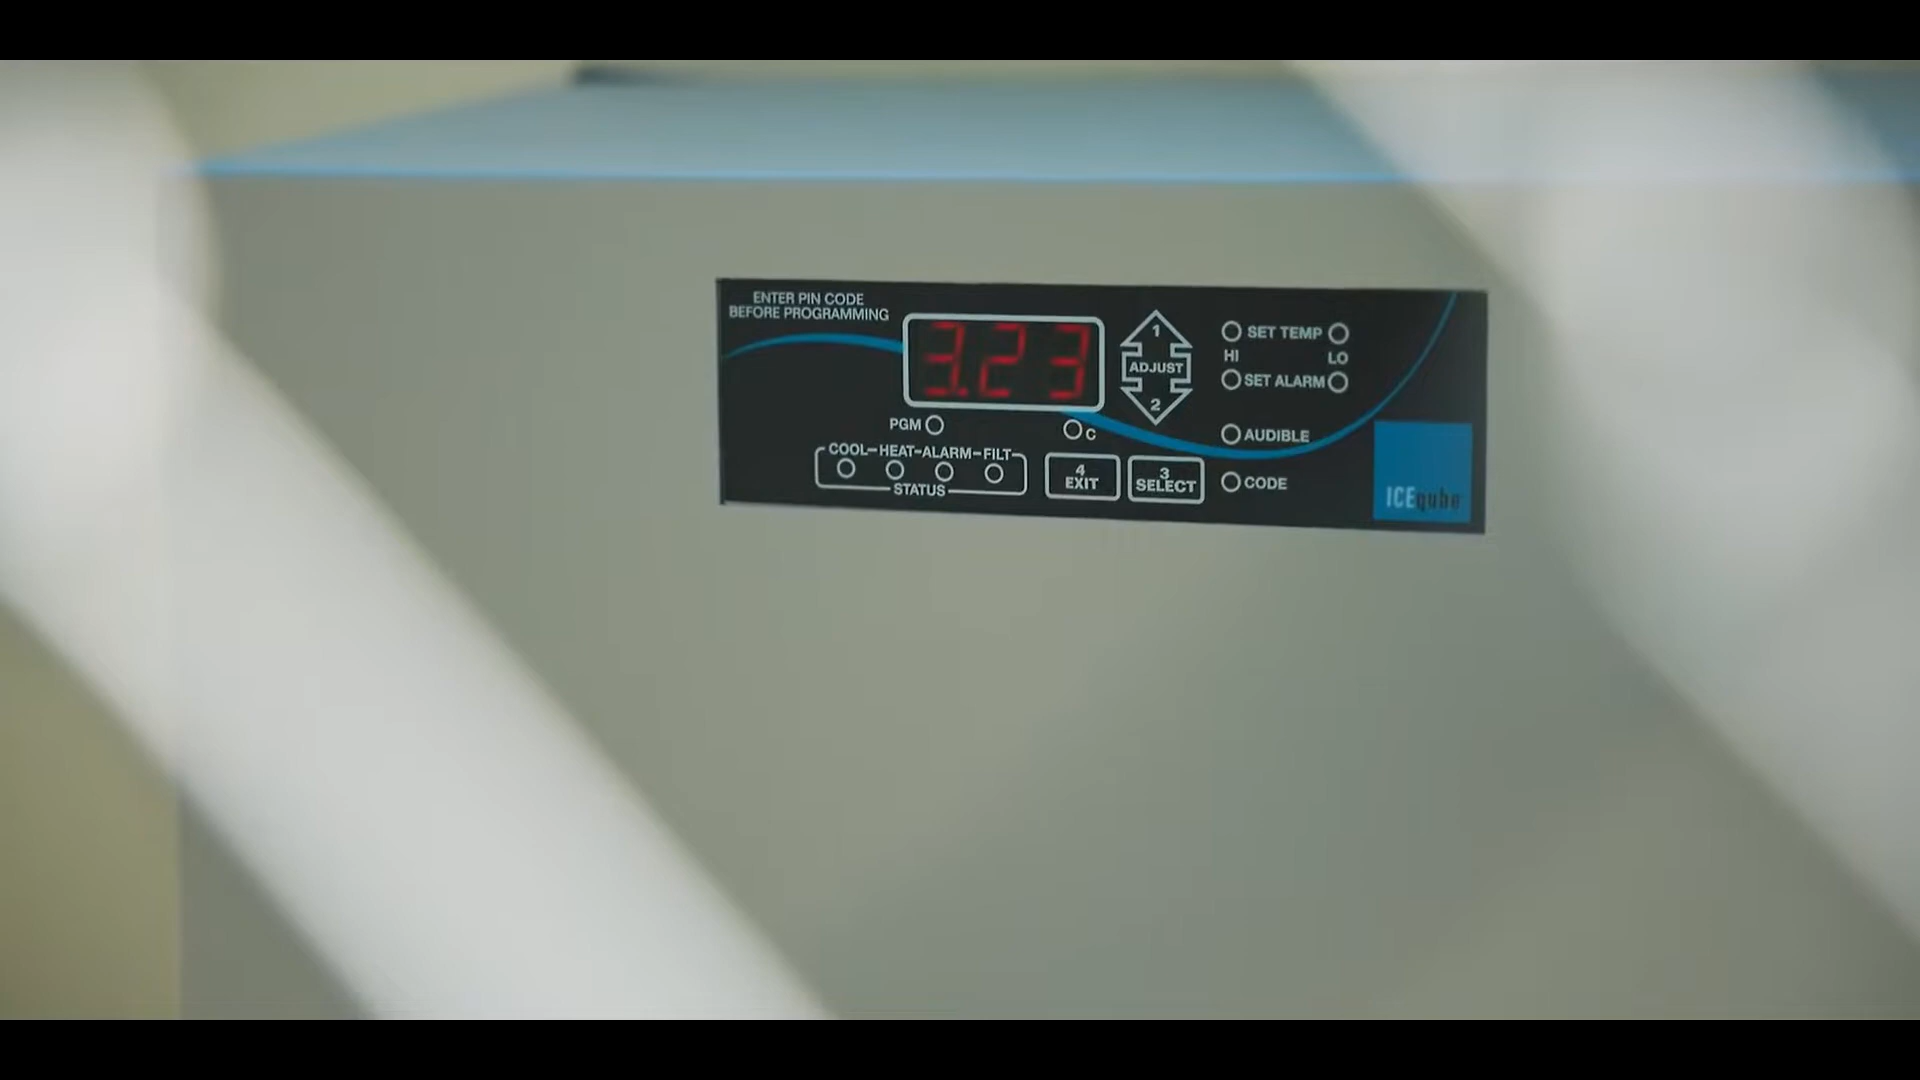 ENTER PIN CODE
BEFORE PROGRAMMING
3.23
1
ADJUST
2
SET TEMP
HI LO
SET ALARM
PGM
C
AUDIBLE
COOL HEAT ALARM FILT
STATUS
4
EXIT
3
SELECT
CODE
ICEqube